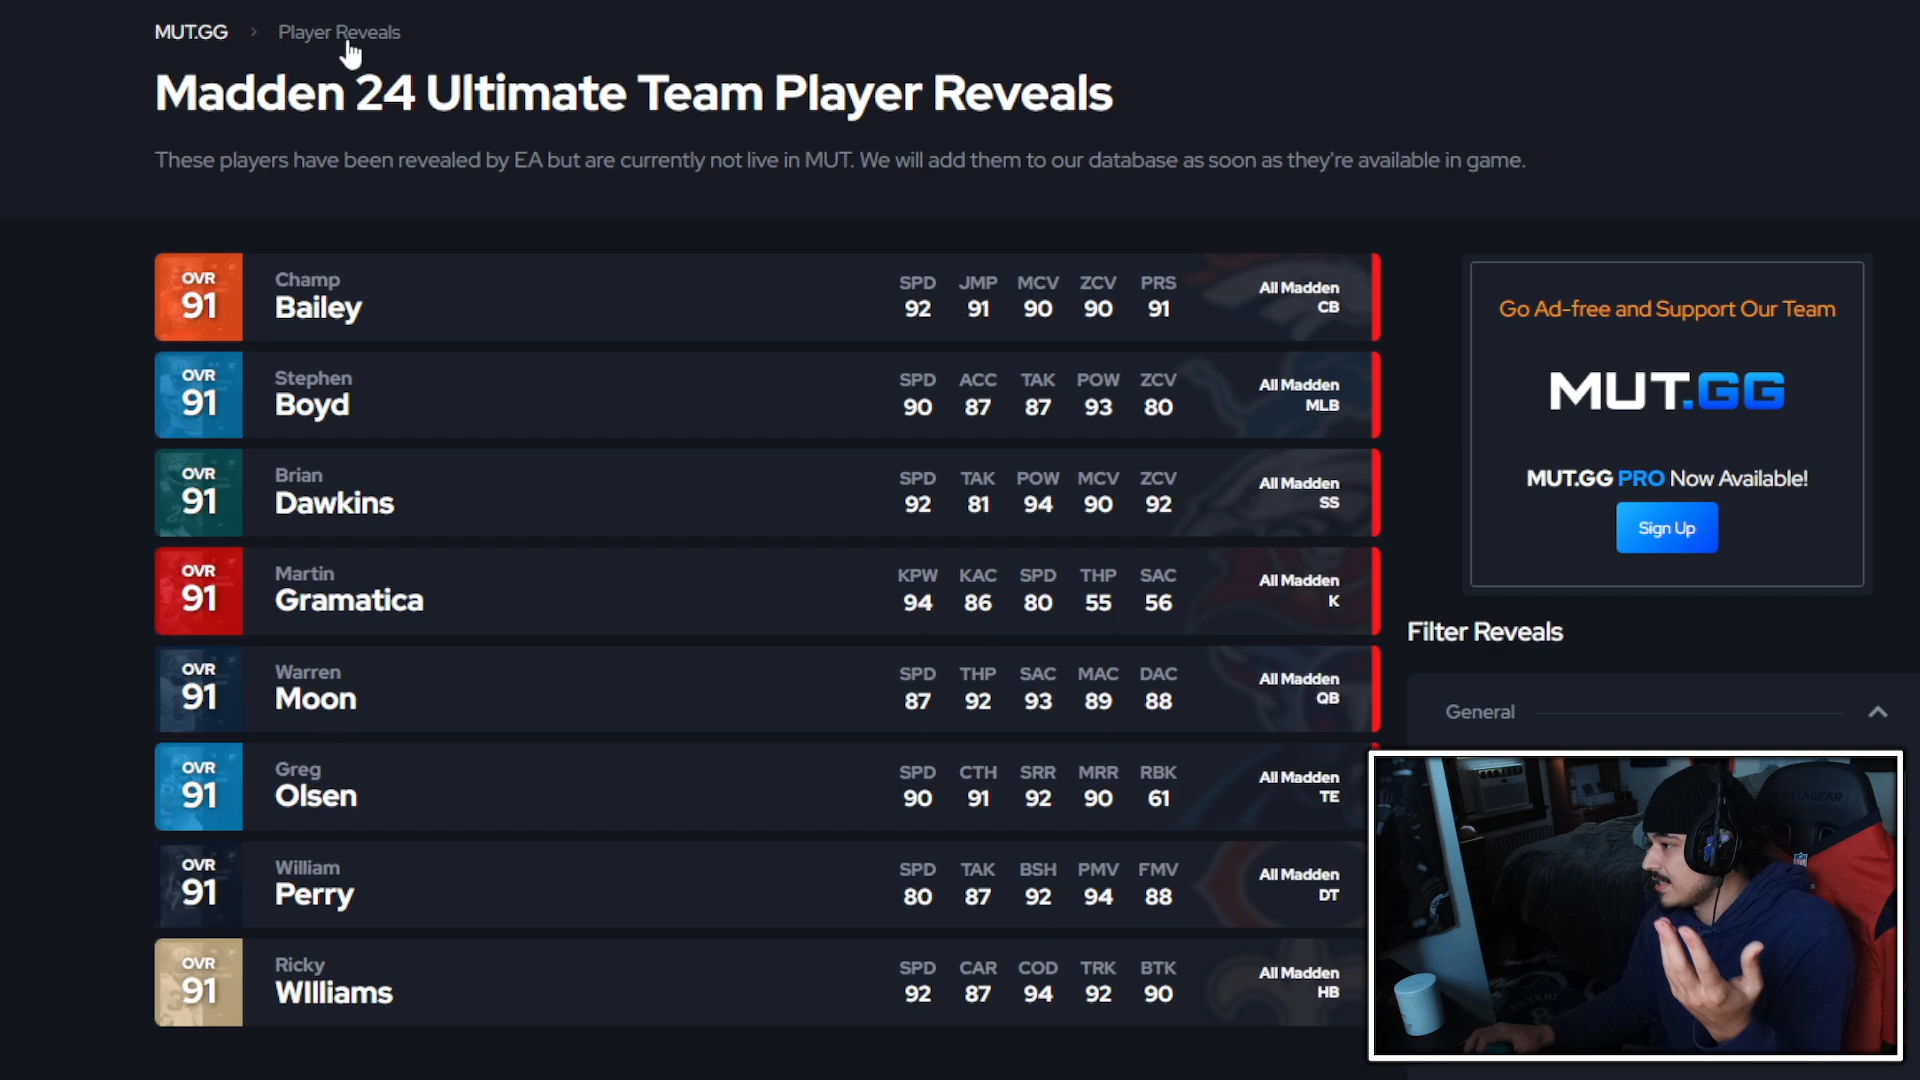 MUT.GG > Player Reveals
Madden 24 Ultimate Team Player Reveals
These players have been revealed by EA but are currently not live in MUT. We will add them to our database as soon as they're available in game.
OVR
91
Champ
Bailey
SPD JMP MCV ZCV PRS
92 91 90 90 91
All Madden
CB
OVR
91
Stephen
Boyd
SPD ACC TAK POW ZCV
90 87 87 93 80
All Madden
MLB
OVR
91
Brian
Dawkins
SPD TAK POW MCV ZCV
92 81 94 90 92
All Madden
SS
OVR
91
Martin
Gramatica
KPW KAC SPD THP SAC
94 86 80 55 56
All Madden
K
OVR
91
Warren
Moon
SPD THP SAC MAC DAC
87 92 93 89 88
All Madden
QB
OVR
91
Greg
Olsen
SPD CTH SRR MRR RBK
90 91 92 90 61
All Madden
TE
OVR
91
William
Perry
SPD TAK BSH PMV FMV
80 87 92 94 88
All Madden
DT
OVR
91
Ricky
WIlliams
SPD CAR COD TRK BTK
92 87 94 92 90
All Madden
HB
Go Ad-free and Support Our Team
MUT.GG
MUT.GG PRO Now Available!
Sign Up
Filter Reveals
General